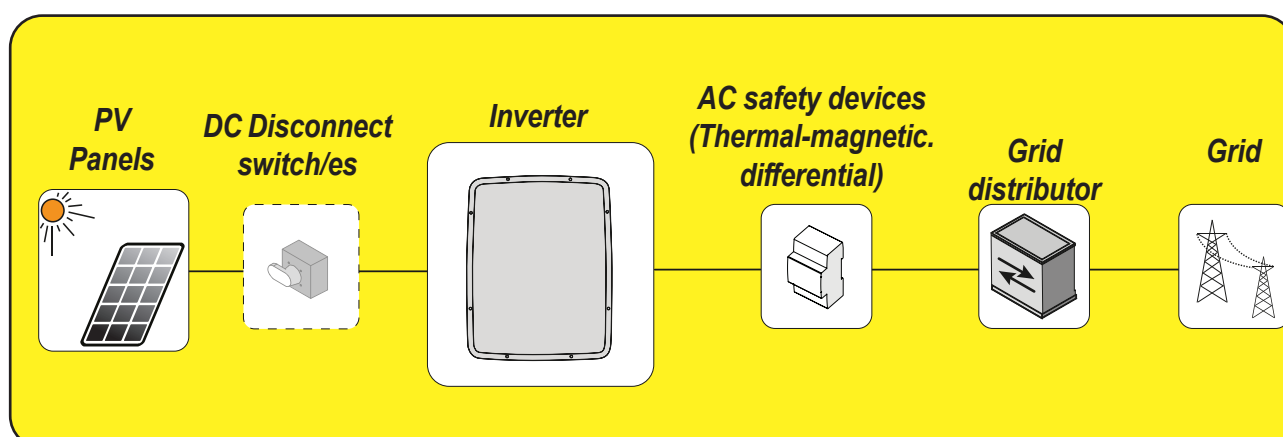 PV
Panels
DC Disconnect
switch/es
Inverter
AC safety devices
(Thermal-magnetic.
differential)
Grid
distributor
Grid